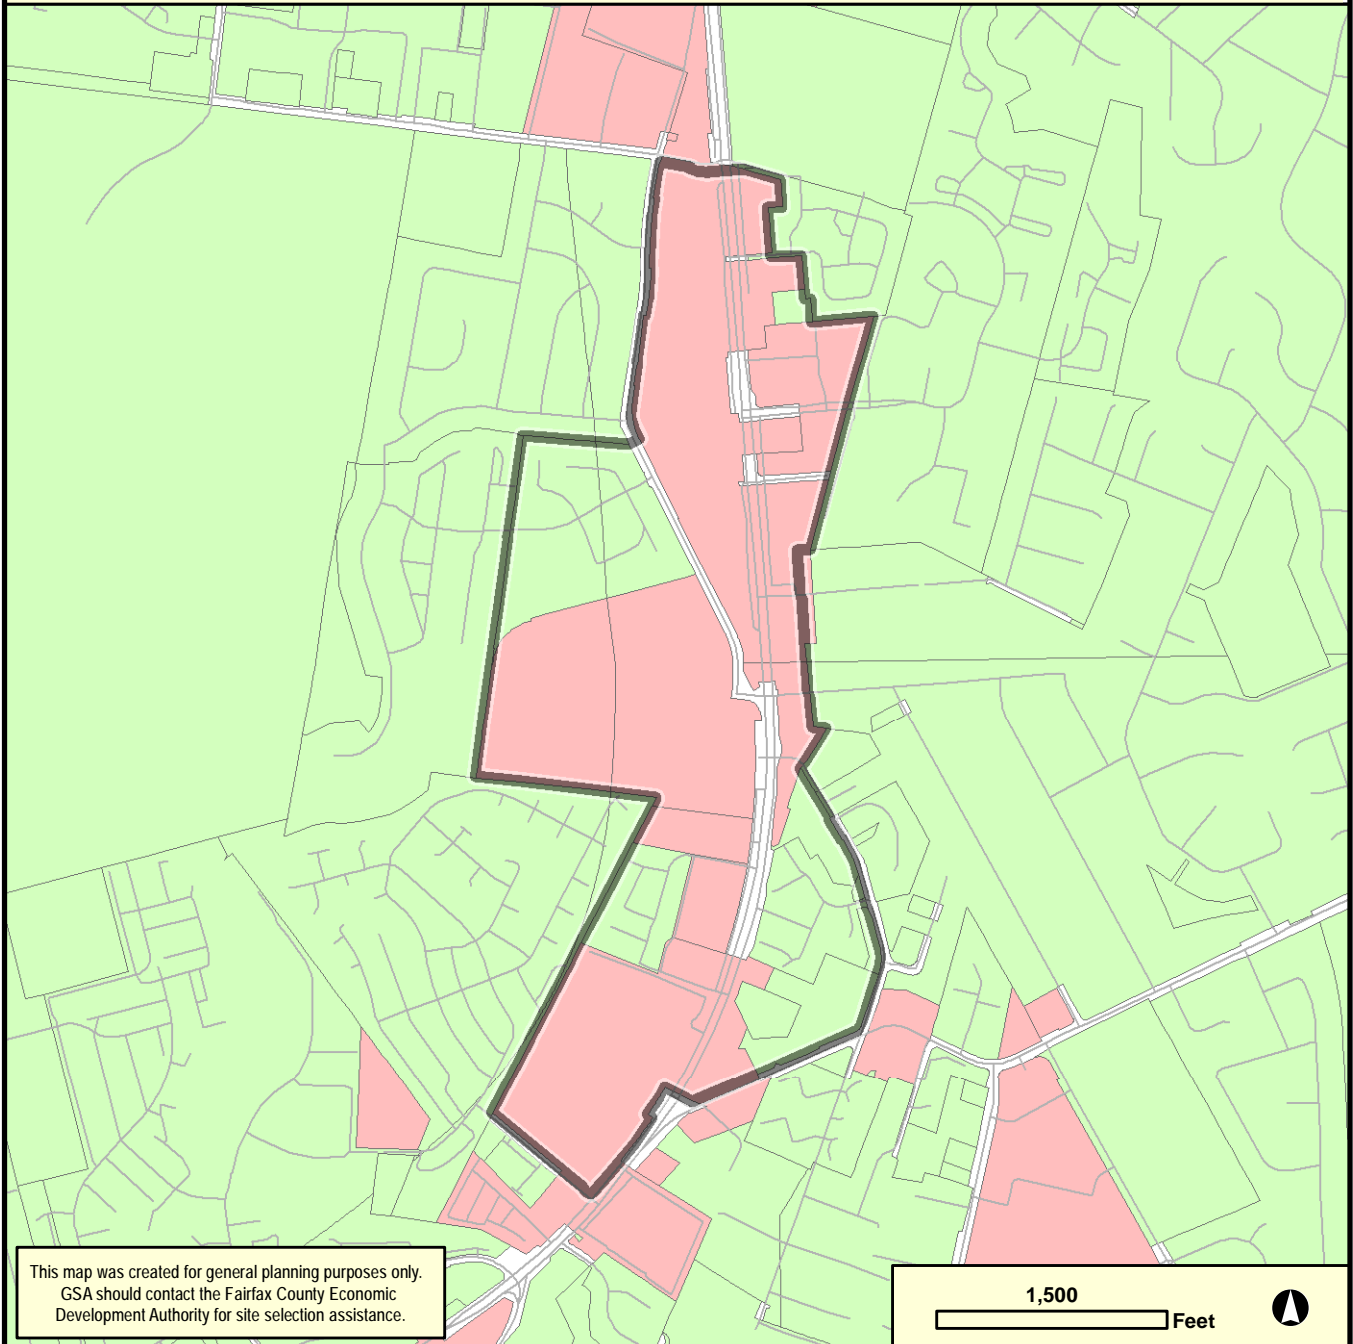 This map was created for general planning purposes only.
GSA should contact the Fairfax County Economic
Development Authority for site selection assistance.
1,500
Feet